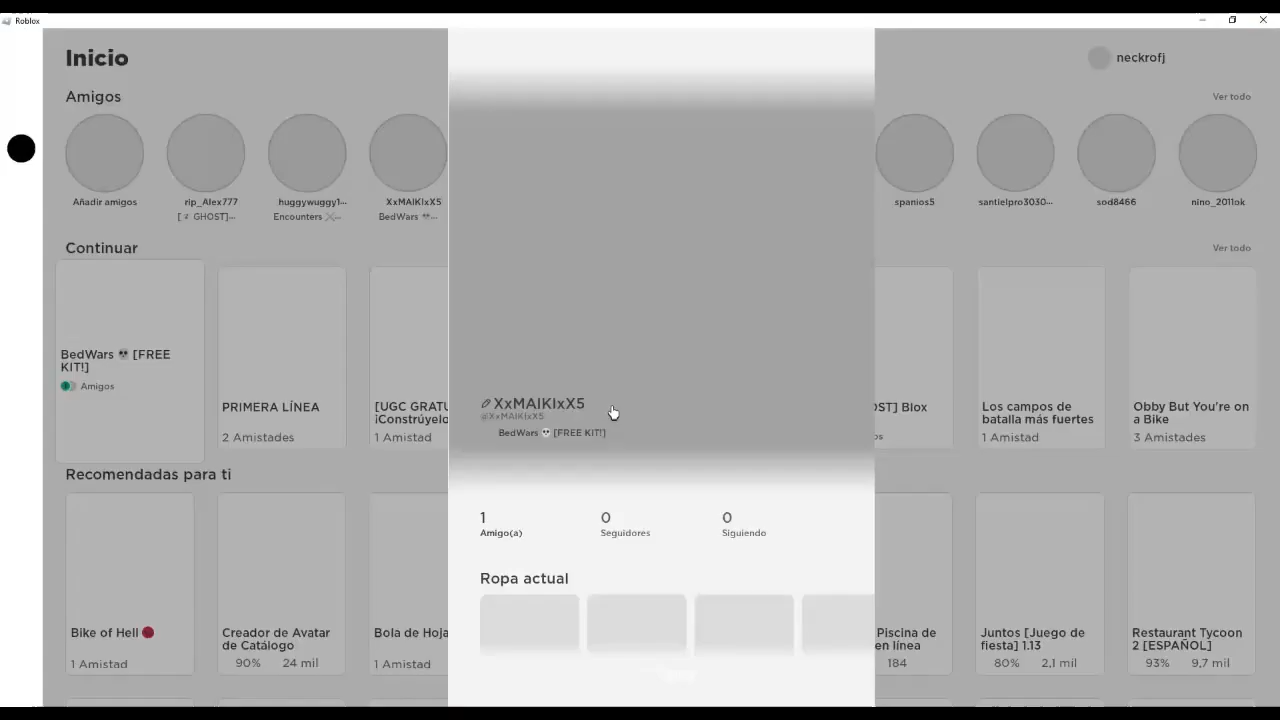 Roblox
Inicio
neckrofj
Amigos
Ver todo
Añadir amigos
rip_Alex777
huggywuggy1...
XxMAIKIxX5
spanios5
santielpro3030...
sod8466
nino_2011ok
[ GHOST]...
Encounters ⚔...
BedWars ☠...
Continuar
Ver todo
BedWars 💀 [FREE
KIT!]
Amigos
PRIMERA LÍNEA
2 Amistades
[UGC GRATU
¡Constrúyelo
1 Amistad
OST] Blox
os
Los campos de
batalla más fuertes
1 Amistad
Obby But You're on
a Bike
3 Amistades
XxMAIKIxX5
@XxMAIKIxX5
BedWars 💀 [FREE KIT!]
Recomendadas para ti
1
Amigo(a)
0
Seguidores
0
Siguiendo
Ropa actual
Bike of Hell
1 Amistad
Creador de Avatar
de Catálogo
90% 24 mil
Bola de Hoja
1 Amistad
Piscina de
en línea
184
Juntos [Juego de
fiesta] 1.13
80% 2,1 mil
Restaurant Tycoon
2 [ESPAÑOL]
93% 9,7 mil